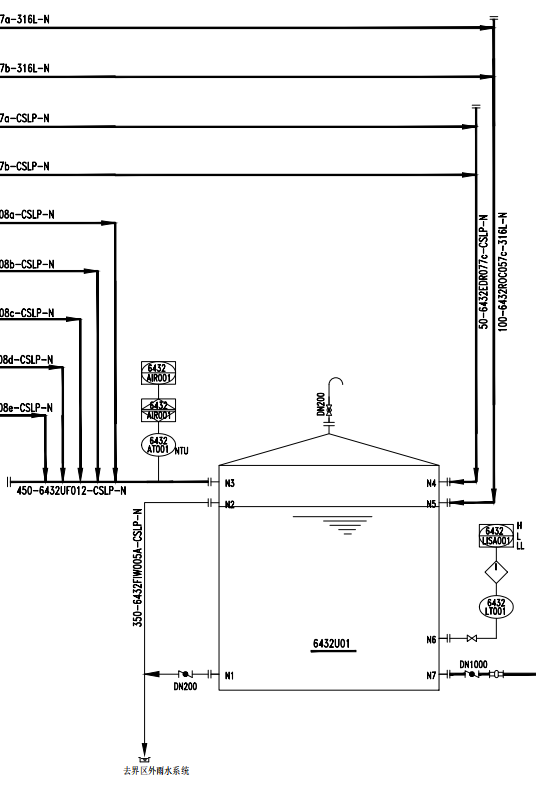 7a-316L-N
7b-316L-N
7a-CSLP-N
7b-CSLP-N
08a-CSLP-N
08b-CSLP-N
08c-CSLP-N
08d-CSLP-N
08e-CSLP-N
50-6432EDR077c-CSLP-N
100-6432ROC057c-316L-N
6432
AIR001
6432
AIR001
6432
AT001
NTU
DN200
450-6432UF012-CSLP-N
N3
N2
N4
N5
350-6432FIW005A-CSLP-N
6432
LISA001
H
L
LL
6432
LT001
6432U01
N6
N1
N7
DN200
DN1000
去界区外雨水系统